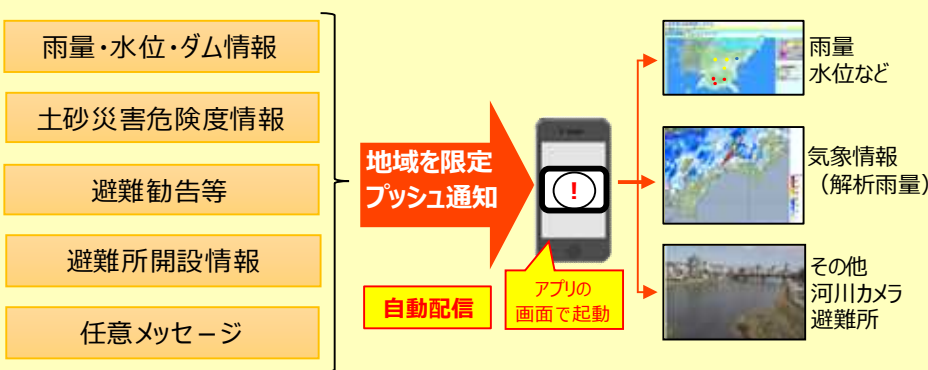 雨量・水位・ダム情報
土砂災害危険度情報
避難勧告等
避難所開設情報
任意メッセージ
地域を限定
プッシュ通知
自動配信
!
アプリの
画面で起動
雨量
水位など
気象情報
（解析雨量）
その他
河川カメラ
避難所